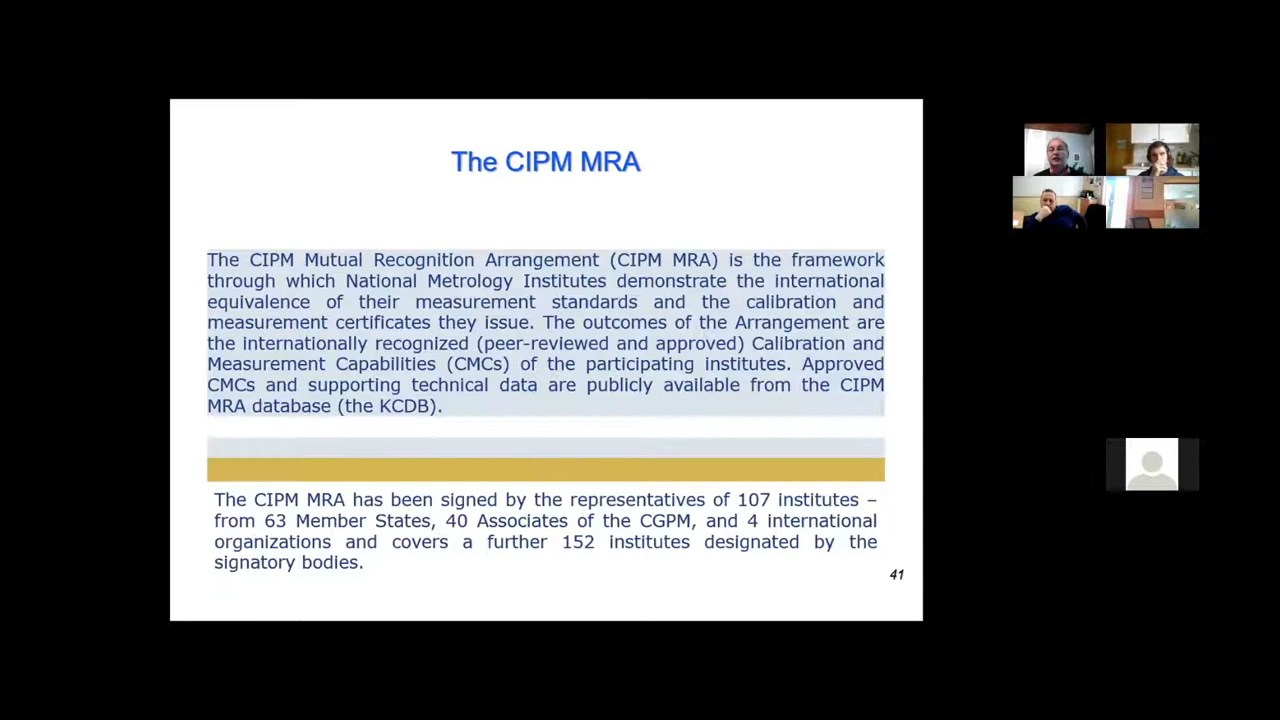 The CIPM MRA
The CIPM Mutual Recognition Arrangement (CIPM MRA) is the framework
through which National Metrology Institutes demonstrate the international
equivalence of their measurement standards and the calibration and
measurement certificates they issue. The outcomes of the Arrangement are
the internationally recognized (peer-reviewed and approved) Calibration and
Measurement Capabilities (CMCs) of the participating institutes. Approved
CMCs and supporting technical data are publicly available from the CIPM
MRA database (the KCDB).
The CIPM MRA has been signed by the representatives of 107 institutes –
from 63 Member States, 40 Associates of the CGPM, and 4 international
organizations and covers a further 152 institutes designated by the
signatory bodies.
41